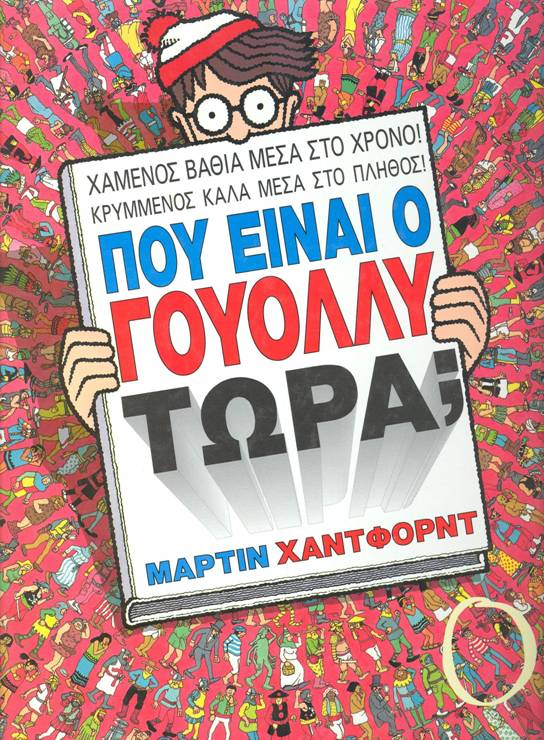 ΧΑΜΕΝΟΣ ΒΑΘΙΑ ΜΕΣΑ ΣΤΟ ΧΡΟΝΟ!
ΚΡΥΜΜΕΝΟΣ ΚΑΛΑ ΜΕΣΑ ΣΤΟ ΠΛΗΘΟΣ!
ΠΟΥ ΕΙΝΑΙ Ο
ΓΟΥΟΛΛΥ
ΤΩΡΑ;
ΜΑΡΤΙΝ ΧΑΝΤΦΟΡΝΤ